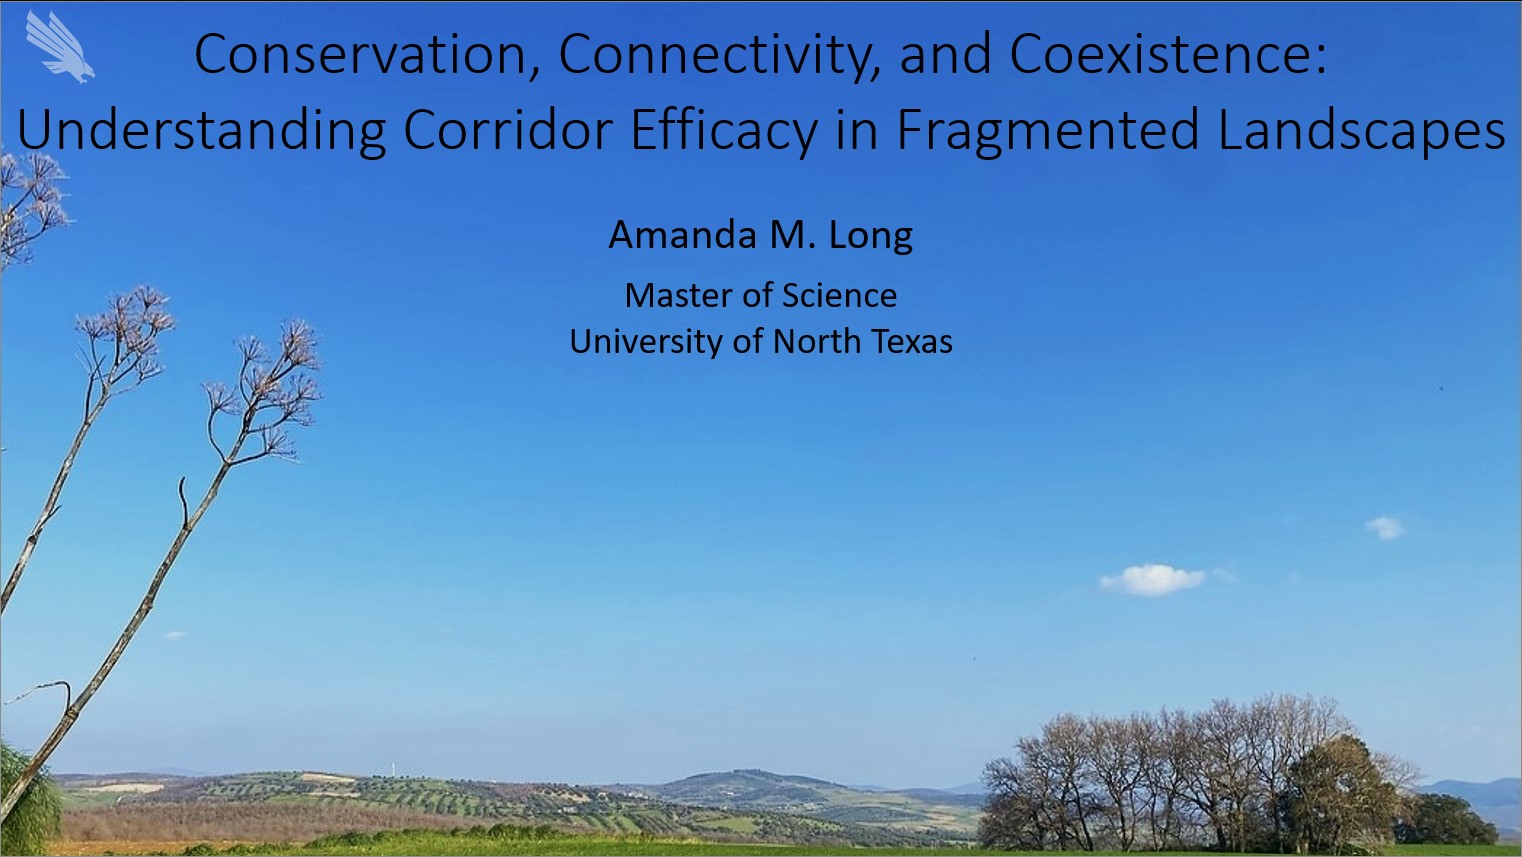 Conservation, Connectivity, and Coexistence:
Understanding Corridor Efficacy in Fragmented Landscapes
Amanda M. Long
Master of Science
University of North Texas